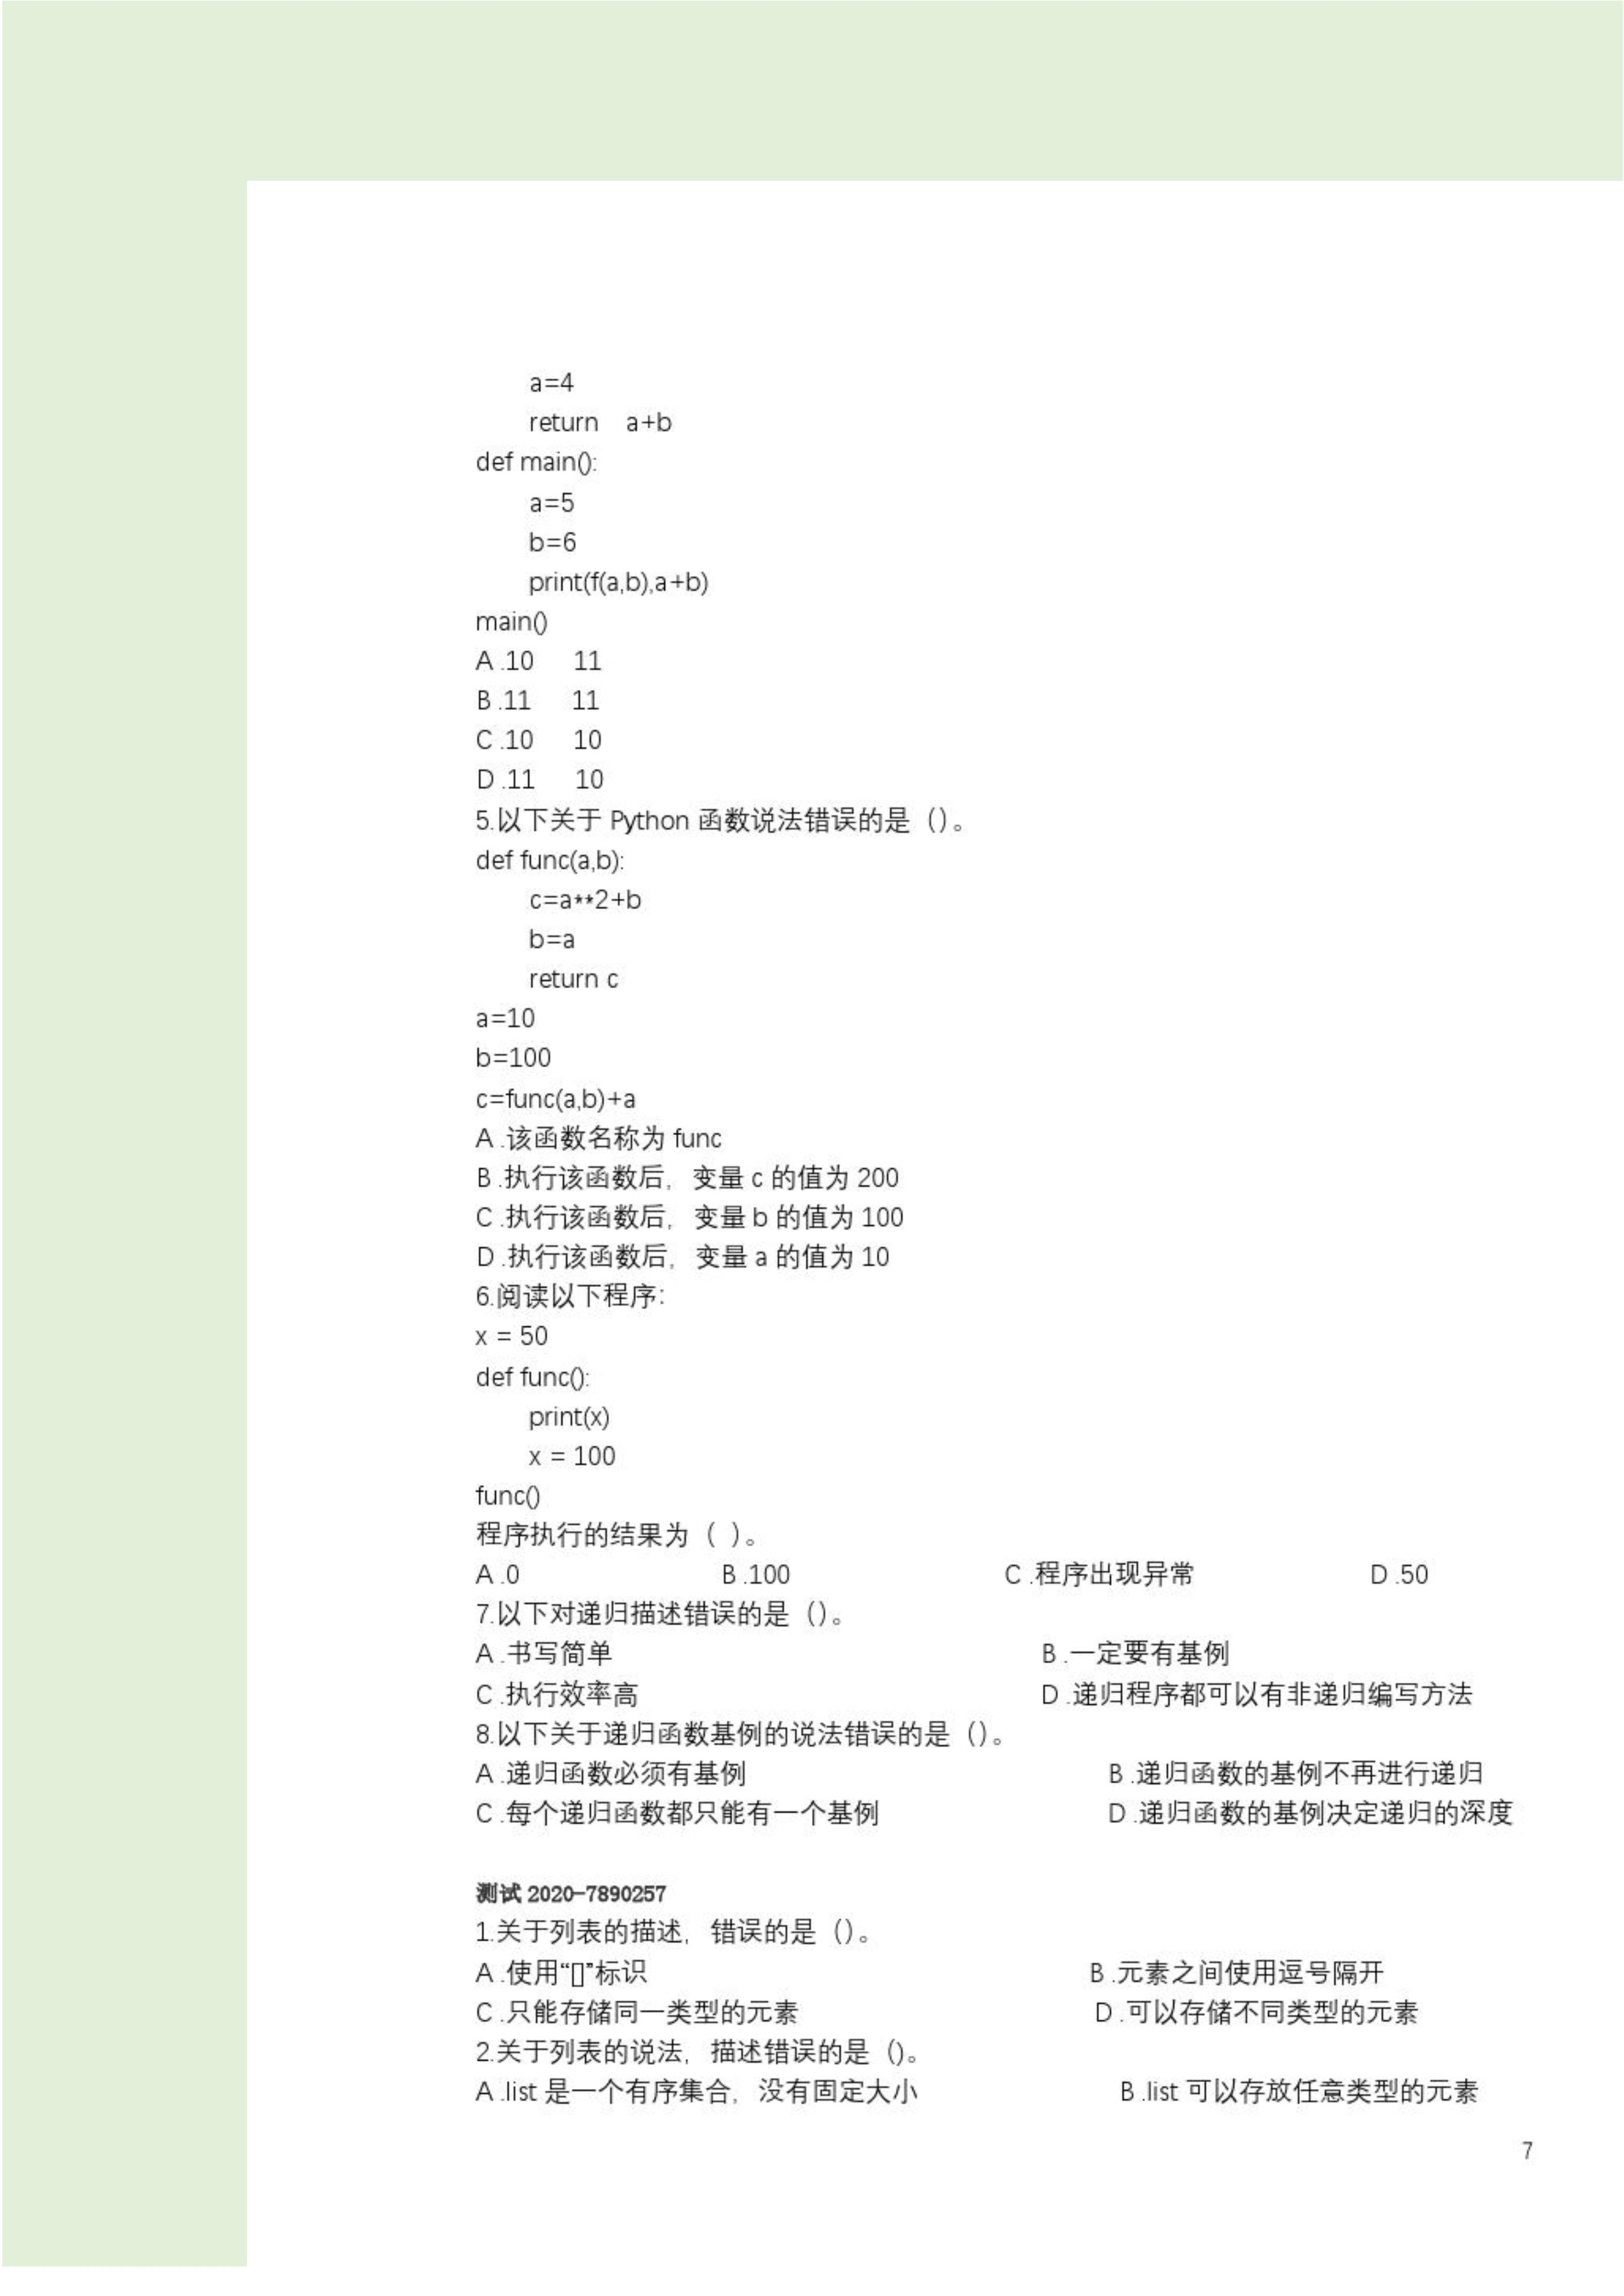 a=4
return a+b
def main():
a=5
b=6
print(f(a,b),a+b)
main()
A .10 11
B .11 11
C .10 10
D .11 10
5.以下关于 Python 函数说法错误的是（）。
def func(a,b):
c=a**2+b
b=a
return c
a=10
b=100
c=func(a,b)+a
A .该函数名称为 func
B .执行该函数后，变量 c 的值为 200
C .执行该函数后，变量 b 的值为 100
D .执行该函数后，变量 a 的值为 10
6.阅读以下程序：
x = 50
def func():
print(x)
x = 100
func()
程序执行的结果为（ ）。
A .0 B .100 C .程序出现异常 D .50
7.以下对递归描述错误的是（）。
A .书写简单 B .一定要有基例
C .执行效率高 D .递归程序都可以有非递归编写方法
8.以下关于递归函数基例的说法错误的是（）。
A .递归函数必须有基例 B .递归函数的基例不再进行递归
C .每个递归函数都只能有一个基例 D .递归函数的基例决定递归的深度
测试 2020-7890257
1.关于列表的描述，错误的是（）。
A .使用“[]”标识 B .元素之间使用逗号隔开
C .只能存储同一类型的元素 D .可以存储不同类型的元素
2.关于列表的说法，描述错误的是（)。
A .list 是一个有序集合，没有固定大小 B .list 可以存放任意类型的元素
7